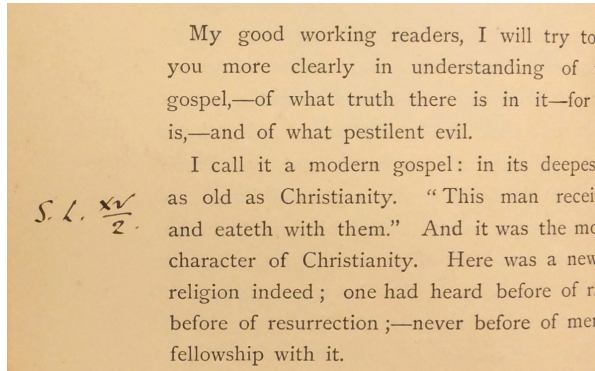 My good working readers, I will try to
you more clearly in understanding of
gospel,—of what truth there is in it—for
is,—and of what pestilent evil.
I call it a modern gospel: in its deepes
as old as Christianity. “This man recei
S. L. xv/2.
and eateth with them.” And it was the mo
character of Christianity. Here was a new
religion indeed; one had heard before of r
before of resurrection;—never before of me
fellowship with it.